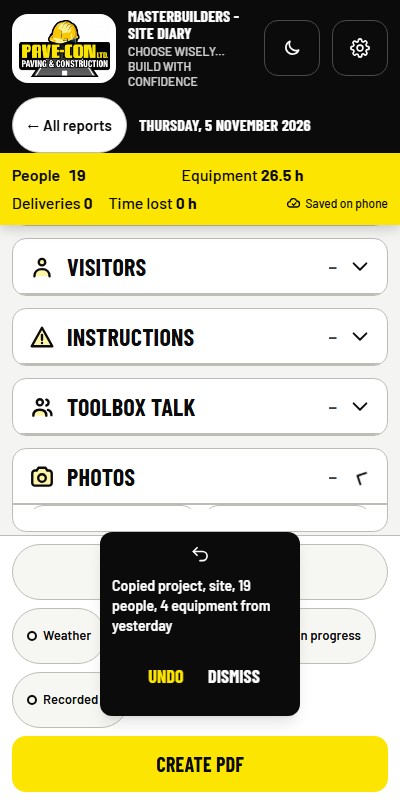 PAVE-CON LTD.
PAVING & CONSTRUCTION
MASTERBUILDERS –
SITE DIARY
CHOOSE WISELY...
BUILD WITH
CONFIDENCE
← All reports
THURSDAY, 5 NOVEMBER 2026
People 19
Equipment 26.5 h
Deliveries 0
Time lost 0 h
Saved on phone
VISITORS –
INSTRUCTIONS –
TOOLBOX TALK –
PHOTOS –
Copied project, site, 19
people, 4 equipment from
yesterday
UNDO DISMISS
Weather
n progress
Recorded
CREATE PDF